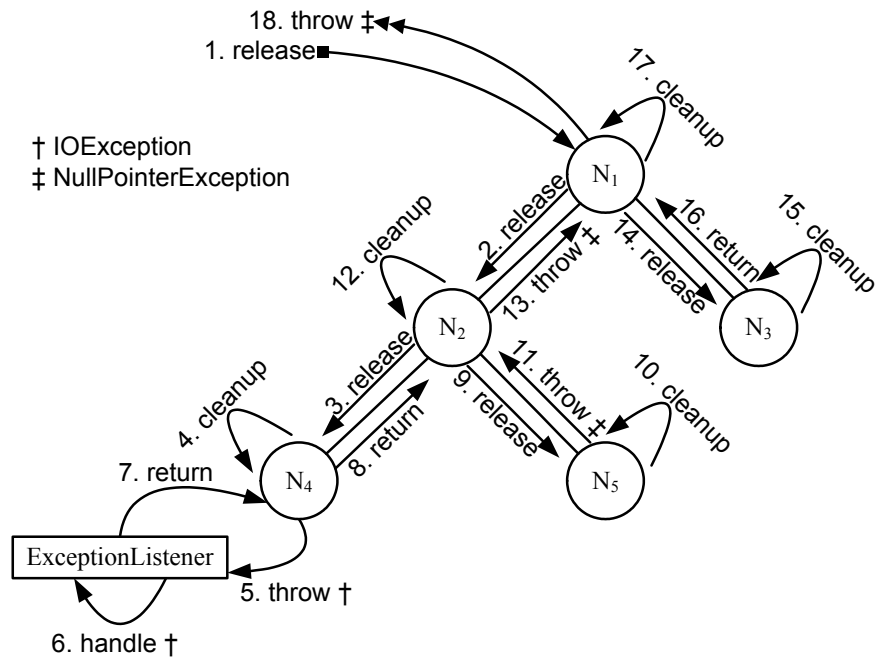 18. throw ‡
1. release
17. cleanup
† IOException
‡ NullPointerException
N1
2. release
13. throw ‡
14. release
16. return
15. cleanup
12. cleanup
N2
N3
3. release
8. return
9. release
11. throw ‡
10. cleanup
4. cleanup
7. return
N4
N5
ExceptionListener
5. throw †
6. handle †